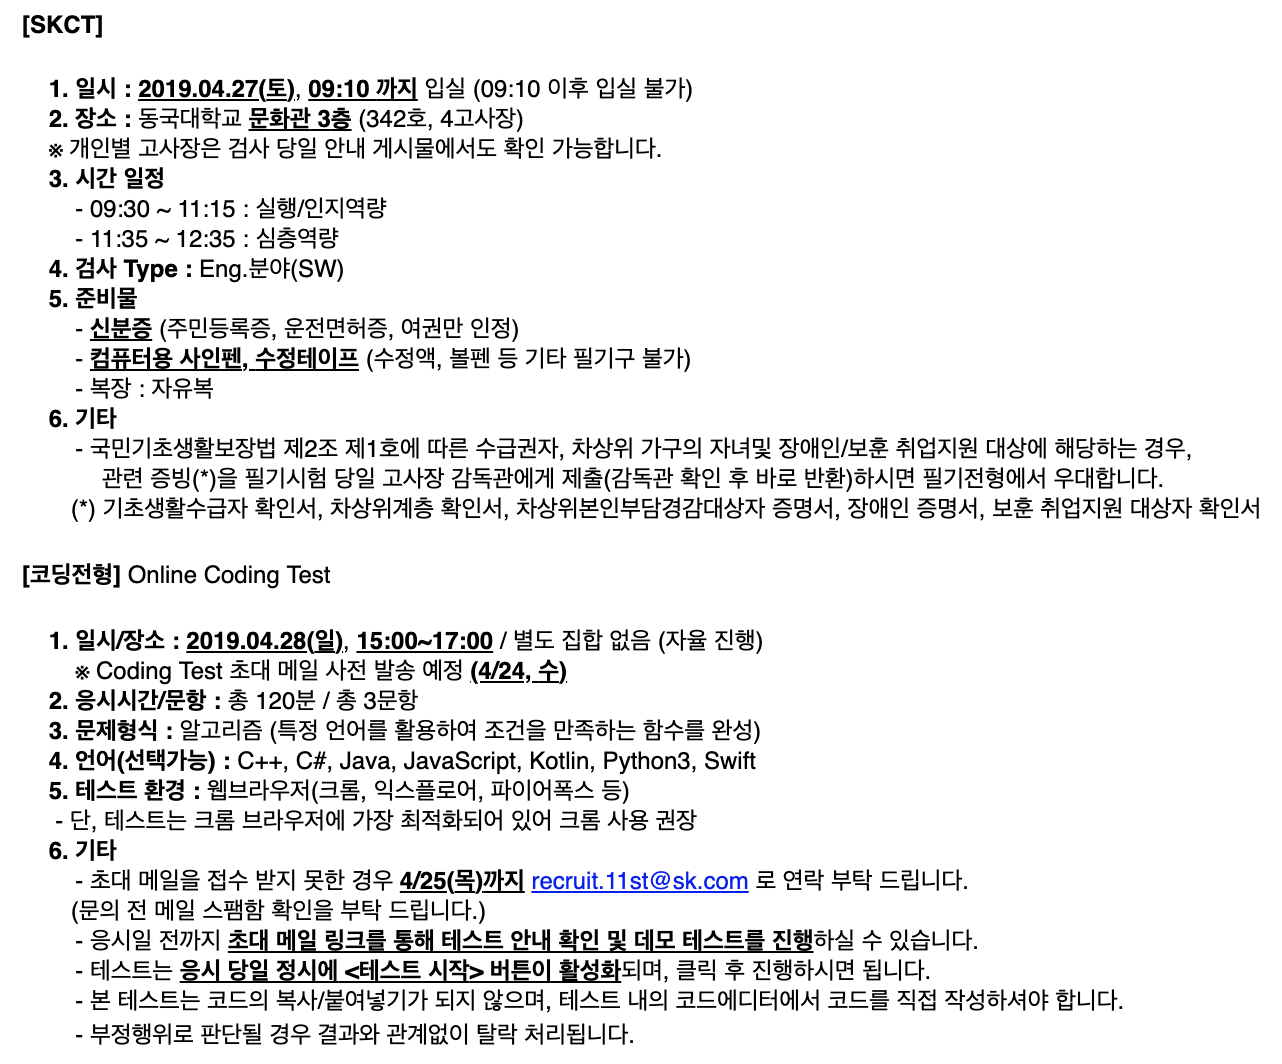 [SKCT]
1. 일시 : 2019.04.27(토), 09:10 까지 입실 (09:10 이후 입실 불가)
2. 장소 : 동국대학교 문화관 3층 (342호, 4고사장)
※ 개인별 고사장은 검사 당일 안내 게시물에서도 확인 가능합니다.
3. 시간 일정
- 09:30 ~ 11:15 : 실행/인지역량
- 11:35 ~ 12:35 : 심층역량
4. 검사 Type : Eng.분야(SW)
5. 준비물
- 신분증 (주민등록증, 운전면허증, 여권만 인정)
- 컴퓨터용 사인펜, 수정테이프 (수정액, 볼펜 등 기타 필기구 불가)
- 복장 : 자유복
6. 기타
- 국민기초생활보장법 제2조 제1호에 따른 수급권자, 차상위 가구의 자녀및 장애인/보훈 취업지원 대상에 해당하는 경우,
관련 증빙(*)을 필기시험 당일 고사장 감독관에게 제출(감독관 확인 후 바로 반환)하시면 필기전형에서 우대합니다.
(*) 기초생활수급자 확인서, 차상위계층 확인서, 차상위본인부담경감대상자 증명서, 장애인 증명서, 보훈 취업지원 대상자 확인서
[코딩전형] Online Coding Test
1. 일시/장소 : 2019.04.28(일), 15:00~17:00 / 별도 집합 없음 (자율 진행)
※ Coding Test 초대 메일 사전 발송 예정 (4/24, 수)
2. 응시시간/문항 : 총 120분 / 총 3문항
3. 문제형식 : 알고리즘 (특정 언어를 활용하여 조건을 만족하는 함수를 완성)
4. 언어(선택가능) : C++, C#, Java, JavaScript, Kotlin, Python3, Swift
5. 테스트 환경 : 웹브라우저(크롬, 익스플로어, 파이어폭스 등)
- 단, 테스트는 크롬 브라우저에 가장 최적화되어 있어 크롬 사용 권장
6. 기타
- 초대 메일을 접수 받지 못한 경우 4/25(목)까지 recruit.11st@sk.com 로 연락 부탁 드립니다.
(문의 전 메일 스팸함 확인을 부탁 드립니다.)
- 응시일 전까지 초대 메일 링크를 통해 테스트 안내 확인 및 데모 테스트를 진행하실 수 있습니다.
- 테스트는 응시 당일 정시에 <테스트 시작> 버튼이 활성화되며, 클릭 후 진행하시면 됩니다.
- 본 테스트는 코드의 복사/붙여넣기가 되지 않으며, 테스트 내의 코드에디터에서 코드를 직접 작성하셔야 합니다.
- 부정행위로 판단될 경우 결과와 관계없이 탈락 처리됩니다.